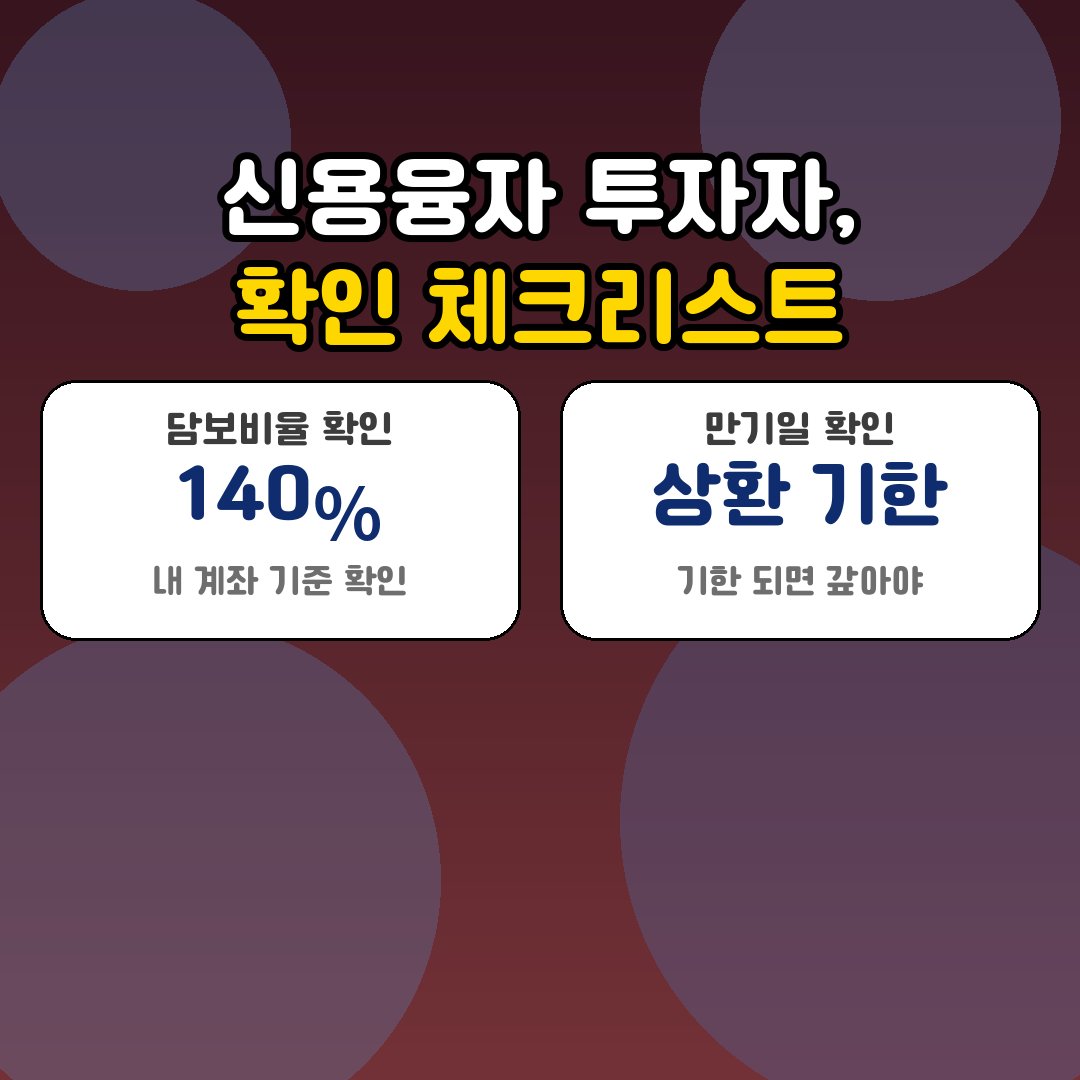 신용융자 투자자,
확인 체크리스트
담보비율 확인
140%
내 계좌 기준 확인
만기일 확인
상환 기한
기한 되면 갚아야